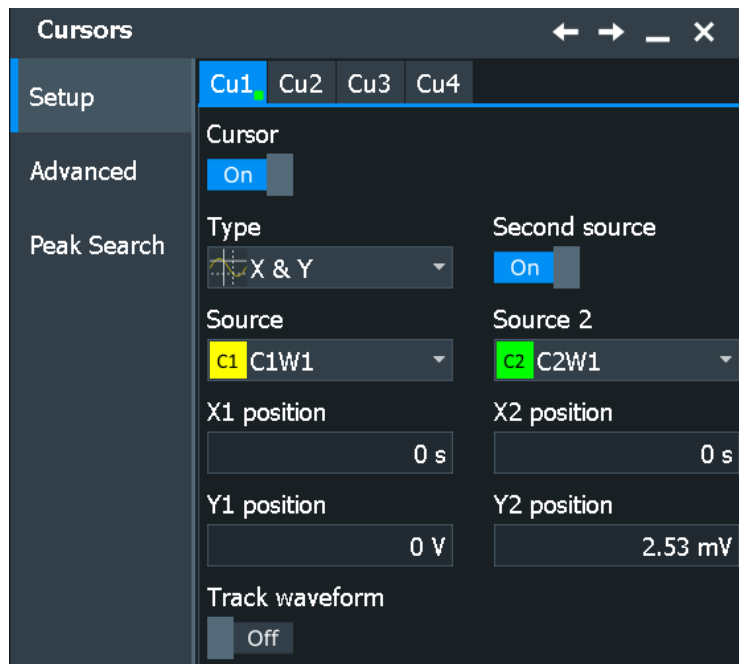 Cursors
Setup
Advanced
Peak Search
Cu1 Cu2 Cu3 Cu4
Cursor
On
Type Second source
X & Y On
Source Source 2
C1 C1W1 C2 C2W1
X1 position X2 position
0 s 0 s
Y1 position Y2 position
0 V 2.53 mV
Track waveform
Off